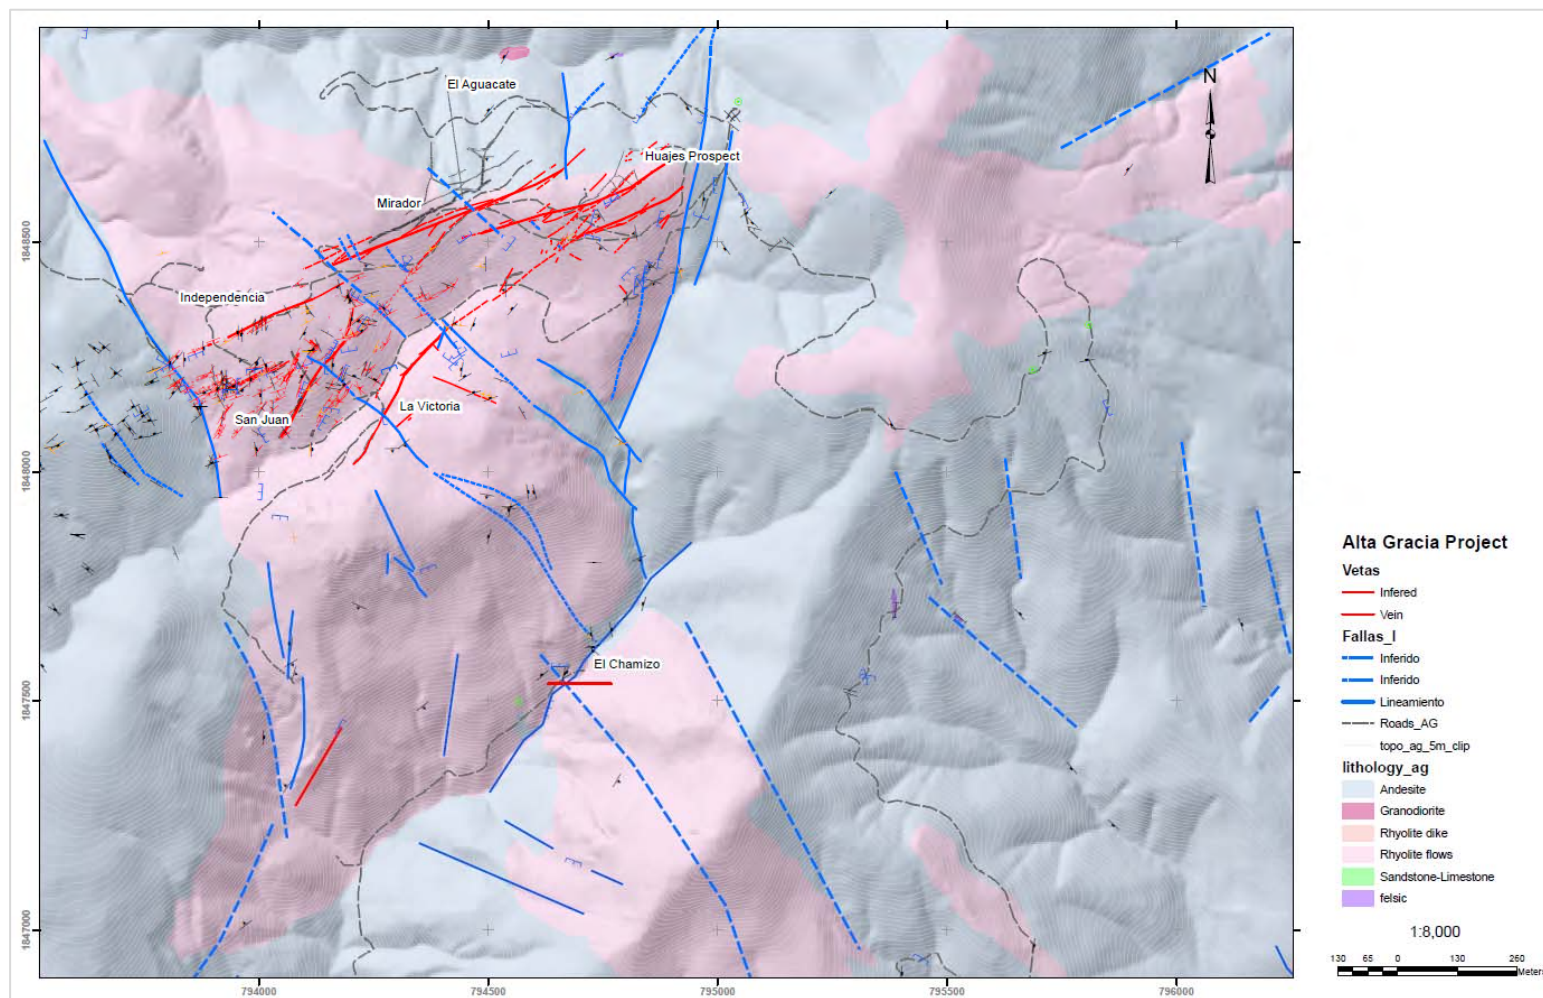 El Aguacate
N
Huajes Prospect
Mirador
1848500
Independencia
La Victoria
San Juan
1848000
El Chamizo
1847500
1847000
794000 794500 795000 795500 796000
Alta Gracia Project
Vetas
Infered
Vein
Fallas_I
Inferido
Inferido
Lineamiento
Roads_AG
topo_ag_5m_clip
lithology_ag
Andesite
Granodiorite
Rhyolite dike
Rhyolite flows
Sandstone-Limestone
felsic
1:8,000
130 65 0 130 260
Meters